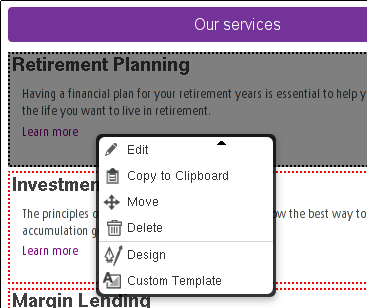 Our services
Retirement Planning
Having a financial plan for your retirement years is essential to help y
the life you want to live in retirement.
Learn more
Edit
Copy to Clipboard
Move
Delete
Design
Custom Template
Investmen
The principles ow the best way to
accumulation g
Learn more
Margin Lending